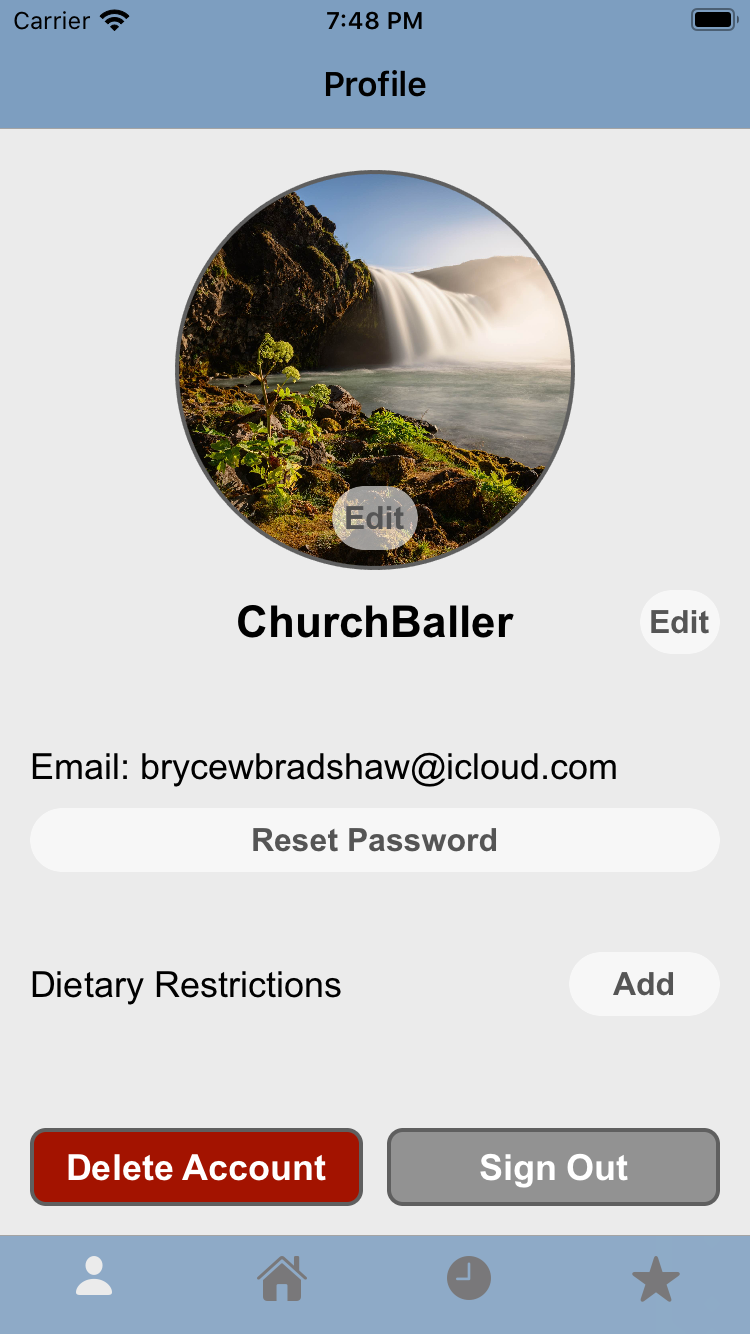 Carrier 7:48 PM
Profile
Edit
ChurchBaller Edit
Email: brycewbradshaw@icloud.com
Reset Password
Dietary Restrictions Add
Delete Account Sign Out